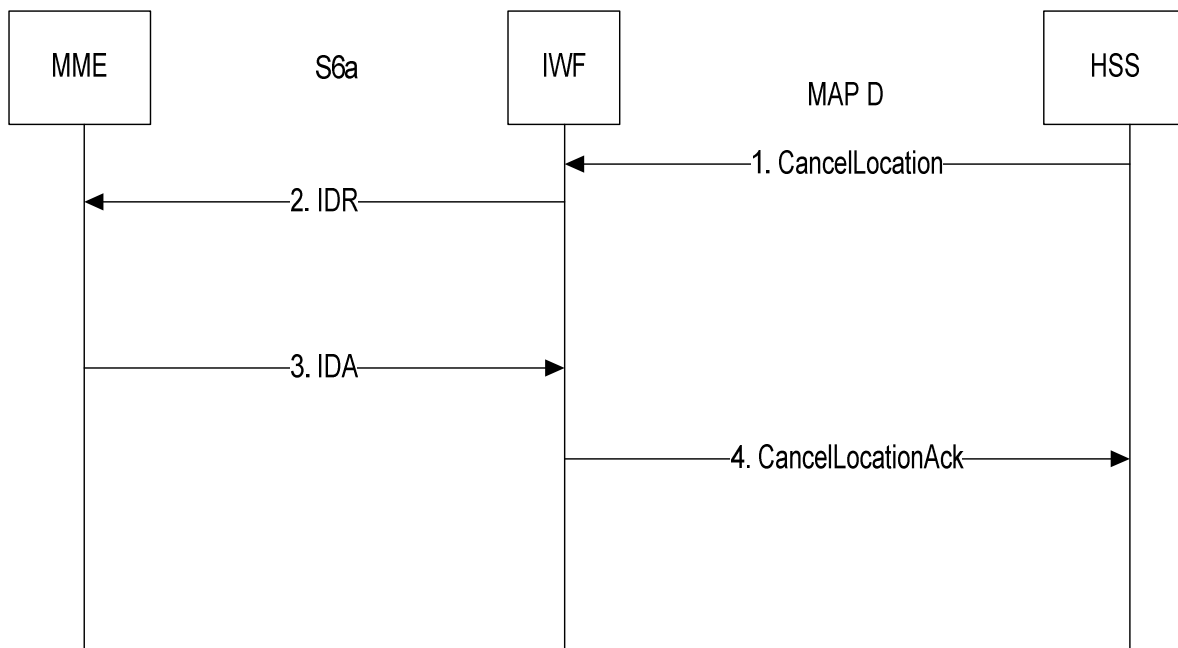 MME
S6a
IWF
MAP D
HSS
1. CancelLocation
2. IDR
3. IDA
4. CancelLocationAck